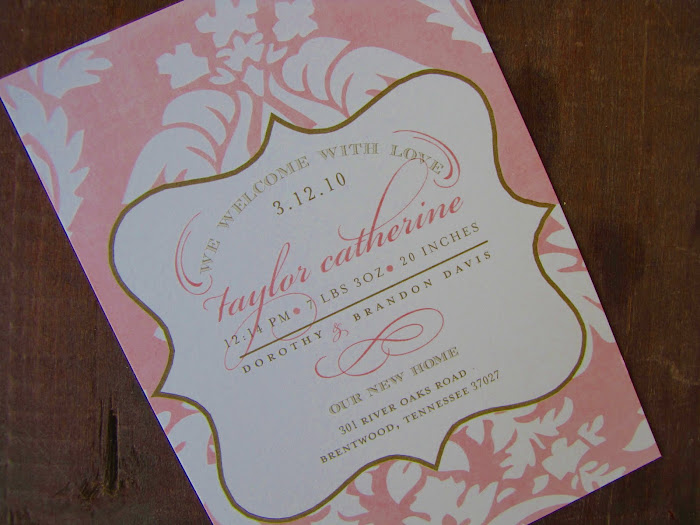 WE WELCOME WITH LOVE
3.12.10
taylor catherine
12:14 PM • 7 LBS 3OZ • 20 INCHES
DOROTHY & BRANDON DAVIS
OUR NEW HOME
301 RIVER OAKS ROAD
BRENTWOOD, TENNESSEE 37027